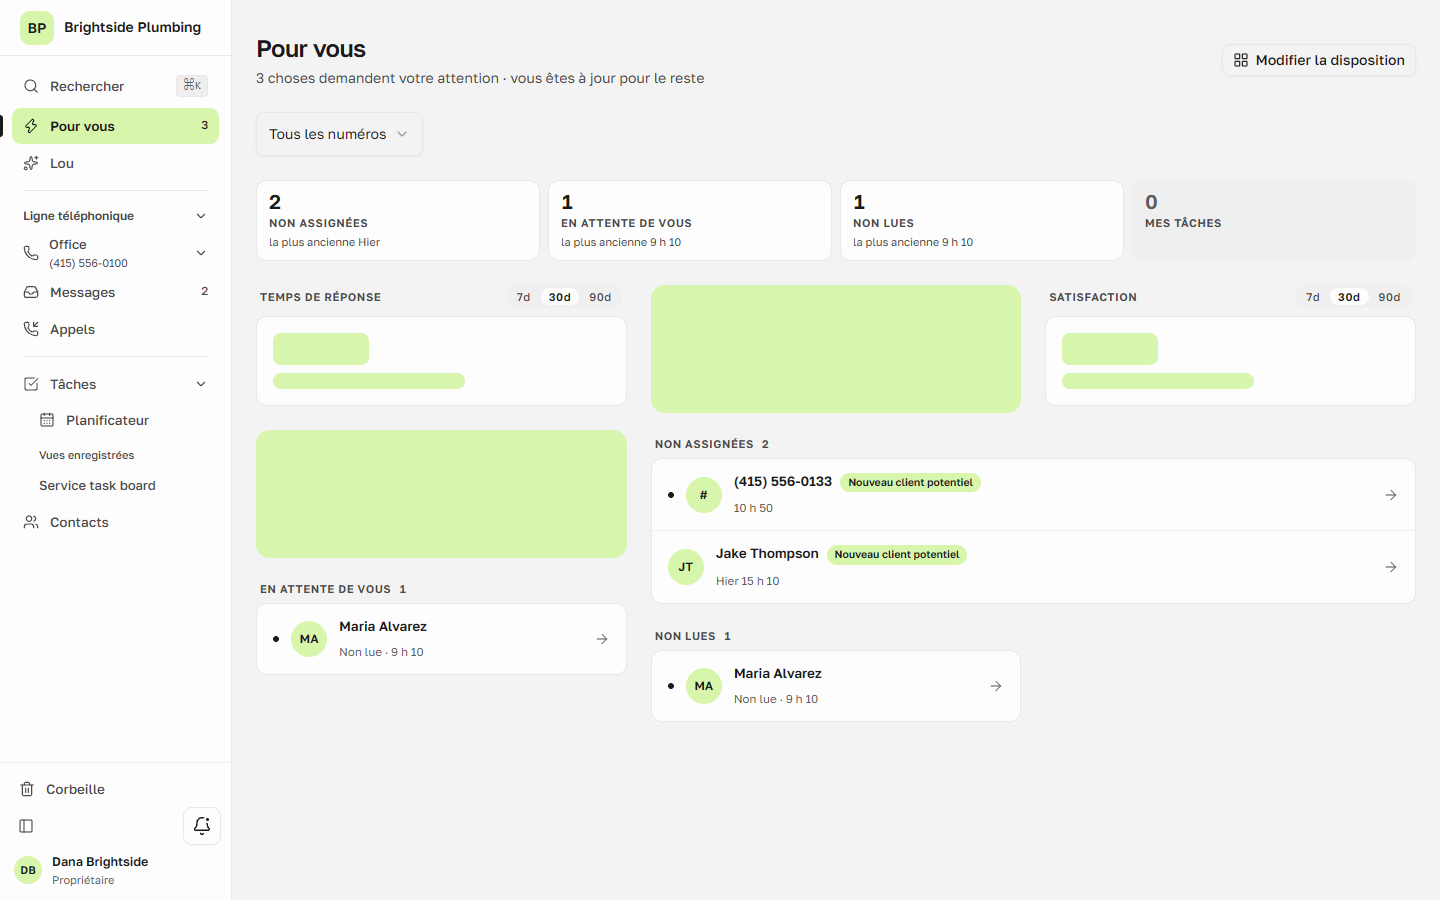 BP
Brightside Plumbing
Rechercher
⌘K
Pour vous
3
Lou
Ligne téléphonique
Office
(415) 556-0100
Messages
2
Appels
Tâches
Planificateur
Vues enregistrées
Service task board
Contacts
Corbeille
DB
Dana Brightside
Propriétaire
Pour vous
3 choses demandent votre attention · vous êtes à jour pour le reste
Modifier la disposition
Tous les numéros
2
NON ASSIGNÉES
la plus ancienne Hier
1
EN ATTENTE DE VOUS
la plus ancienne 9 h 10
1
NON LUES
la plus ancienne 9 h 10
0
MES TÂCHES
TEMPS DE RÉPONSE
7d 30d 90d
SATISFACTION
7d 30d 90d
NON ASSIGNÉES 2
#
(415) 556-0133 Nouveau client potentiel
10 h 50
JT
Jake Thompson Nouveau client potentiel
Hier 15 h 10
EN ATTENTE DE VOUS 1
MA
Maria Alvarez
Non lue · 9 h 10
NON LUES 1
MA
Maria Alvarez
Non lue · 9 h 10